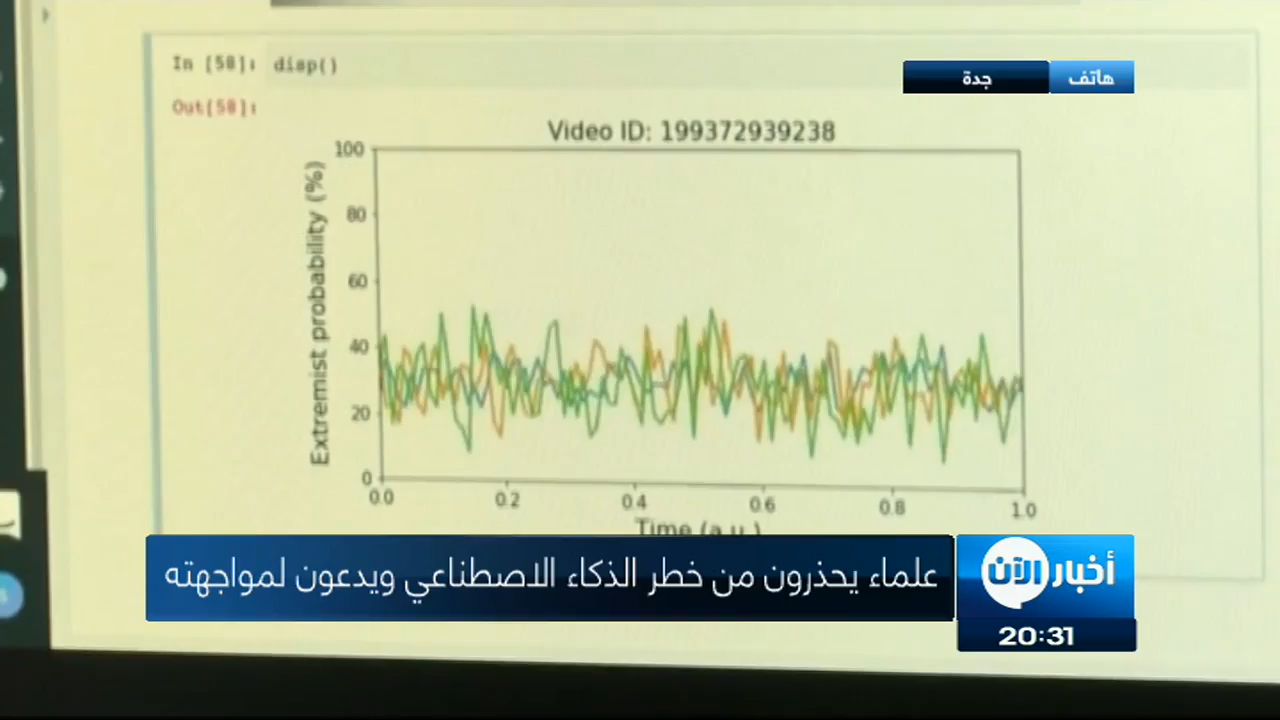 In [58]: disp()
Out[58]:
هاتف
جدة
Video ID: 199372939238
Extremist probability (%)
100
80
60
40
20
0
0.0
0.2
0.4
0.6
0.8
1.0
Time (a.u.)
علماء يحذرون من خطر الذكاء الاصطناعي ويدعون لمواجهته
أخبار الآن
20:31